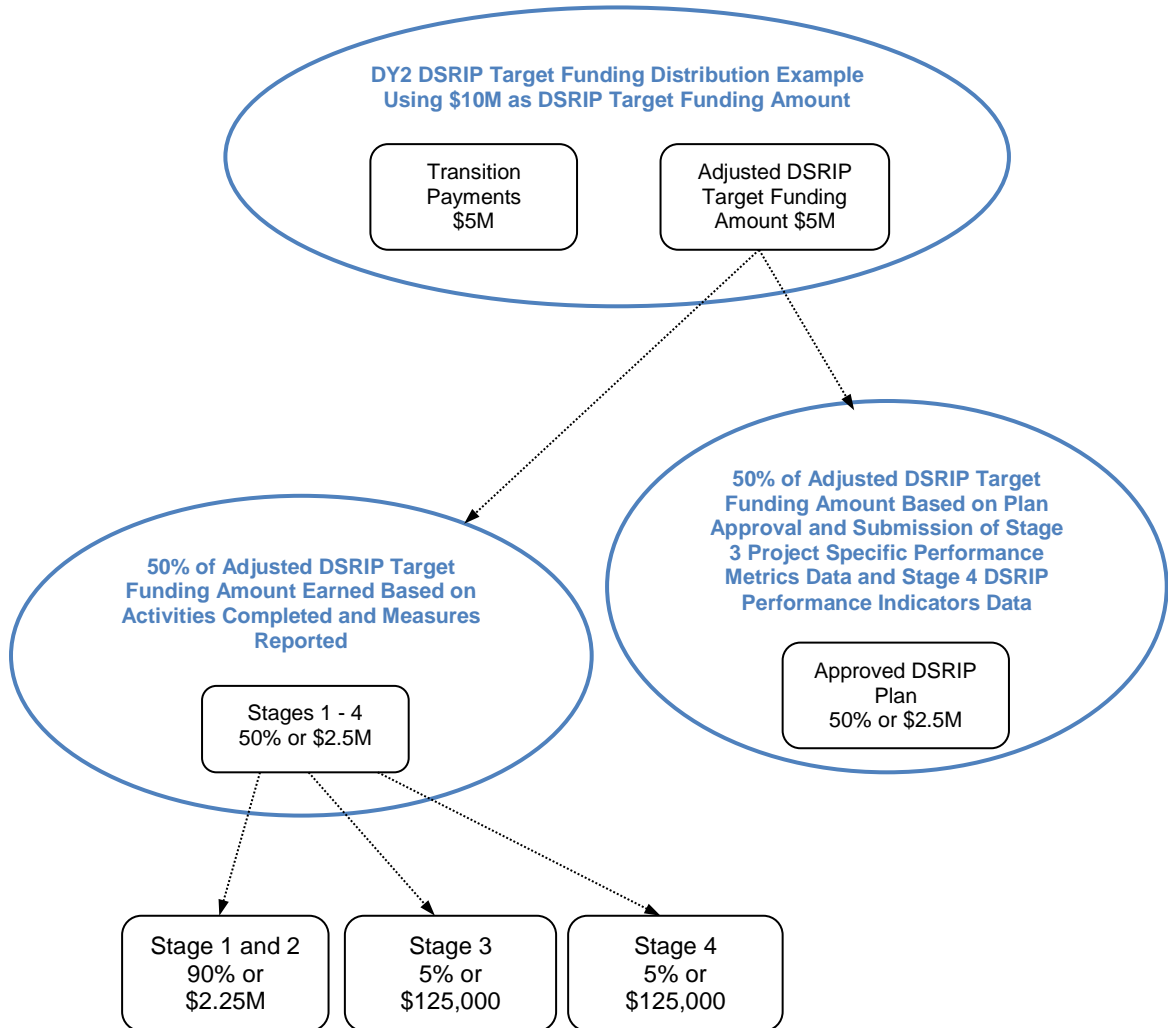 DY2 DSRIP Target Funding Distribution Example
Using $10M as DSRIP Target Funding Amount
Transition
Payments
$5M
Adjusted DSRIP
Target Funding
Amount $5M
50% of Adjusted DSRIP Target
Funding Amount Based on Plan
Approval and Submission of Stage
3 Project Specific Performance
Metrics Data and Stage 4 DSRIP
Performance Indicators Data
Approved DSRIP
Plan
50% or $2.5M
50% of Adjusted DSRIP Target
Funding Amount Earned Based on
Activities Completed and Measures
Reported
Stages 1 - 4
50% or $2.5M
Stage 1 and 2
90% or
$2.25M
Stage 3
5% or
$125,000
Stage 4
5% or
$125,000